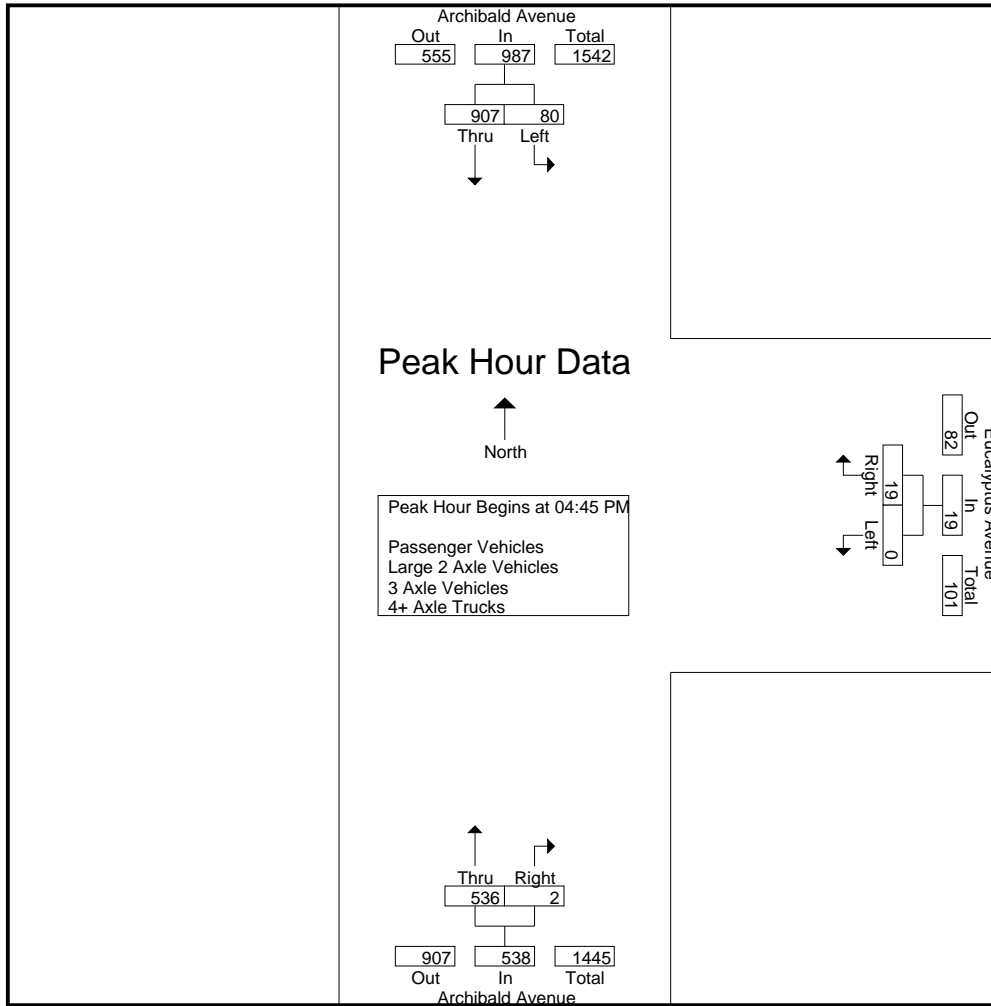 Archibald Avenue
Out In Total
555 987 1542
907 80
Thru Left
Peak Hour Data
North
Peak Hour Begins at 04:45 PM
Passenger Vehicles
Large 2 Axle Vehicles
3 Axle Vehicles
4+ Axle Trucks
Eucalyptus Avenue
Out In Total
82 19 101
19 0
Right Left
Thru Right
536 2
907 538 1445
Out In Total
Archibald Avenue